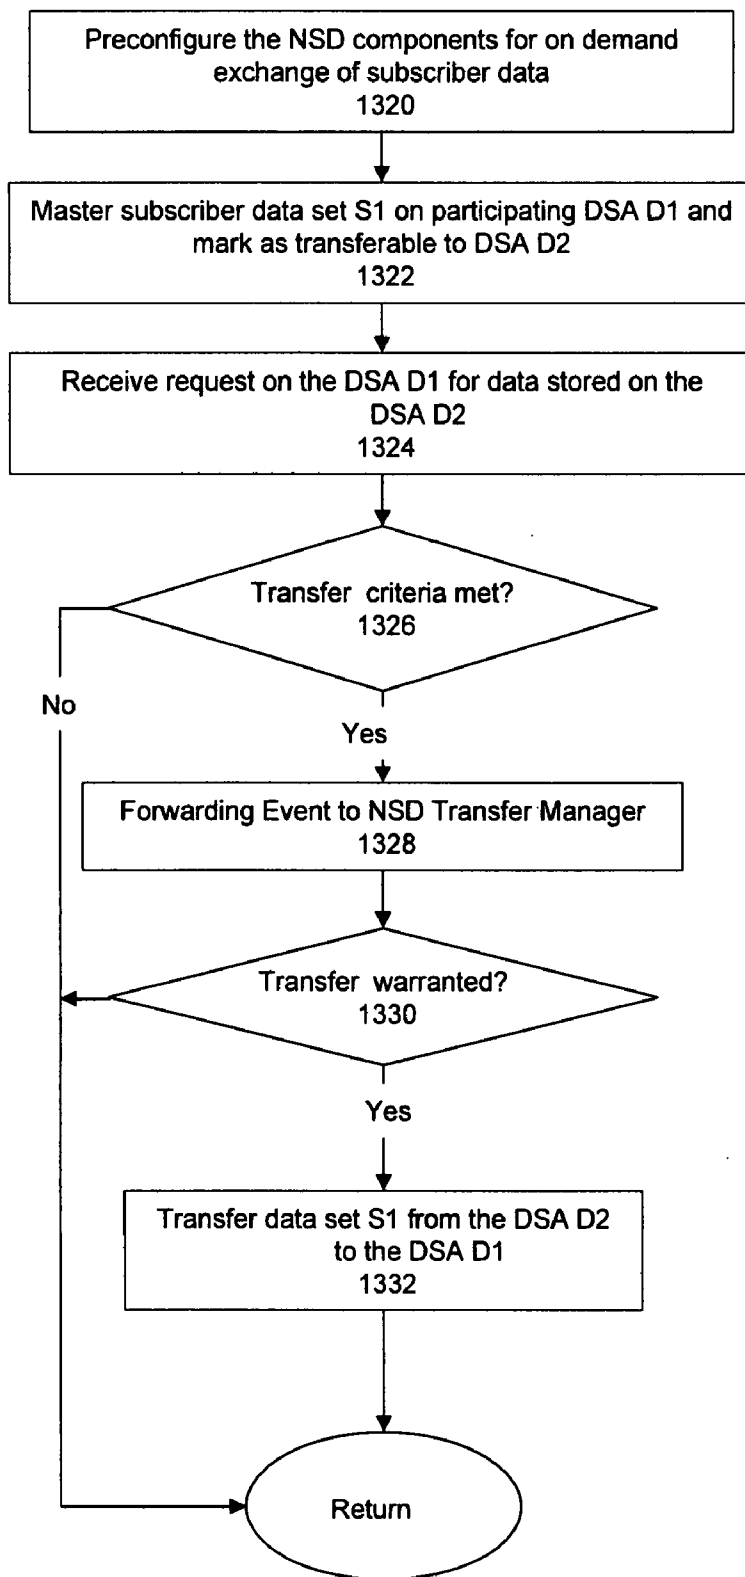 Preconfigure the NSD components for on demand
exchange of subscriber data
1320
Master subscriber data set S1 on participating DSA D1 and
mark as transferable to DSA D2
1322
Receive request on the DSA D1 for data stored on the
DSA D2
1324
Transfer criteria met?
1326
No
Yes
Forwarding Event to NSD Transfer Manager
1328
Transfer warranted?
1330
Yes
Transfer data set S1 from the DSA D2
to the DSA D1
1332
Return